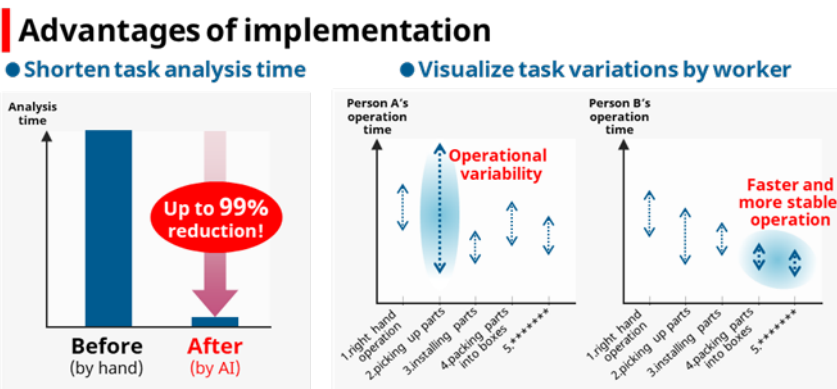 Advantages of implementation
● Shorten task analysis time
Analysis
time
Up to 99%
reduction!
Before
(by hand)
After
(by AI)
● Visualize task variations by worker
Person A's
operation
time
Operational
variability
1.right hand
operation
2.picking up parts
3.installing parts
4.packing parts
into boxes
5.*******
Person B's
operation
time
Faster and
more stable
operation
1.right hand
operation
2.picking up parts
3.installing parts
4.packing parts
into boxes
5.*******